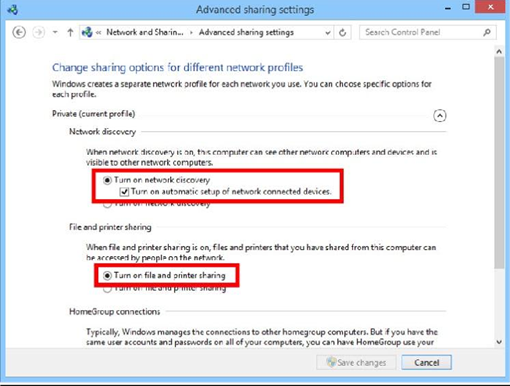 Advanced sharing settings
« Network and Sharin... › Advanced sharing settings
Search Control Panel
Change sharing options for different network profiles
Windows creates a separate network profile for each network you use. You can choose specific options for
each profile.
Private (current profile)
Network discovery
When network discovery is on, this computer can see other network computers and devices and is
visible to other network computers.
Turn on network discovery
Turn on automatic setup of network connected devices.
network discovery
File and printer sharing
When file and printer sharing is on, files and printers that you have shared from this computer can
be accessed by people on the network.
Turn on file and printer sharing
file and printer sharing
HomeGroup connections
Typically, Windows manages the connections to other homegroup computers. But if you have the
same user accounts and passwords on all of your computers, you can have HomeGroup use your
Save changes
Cancel